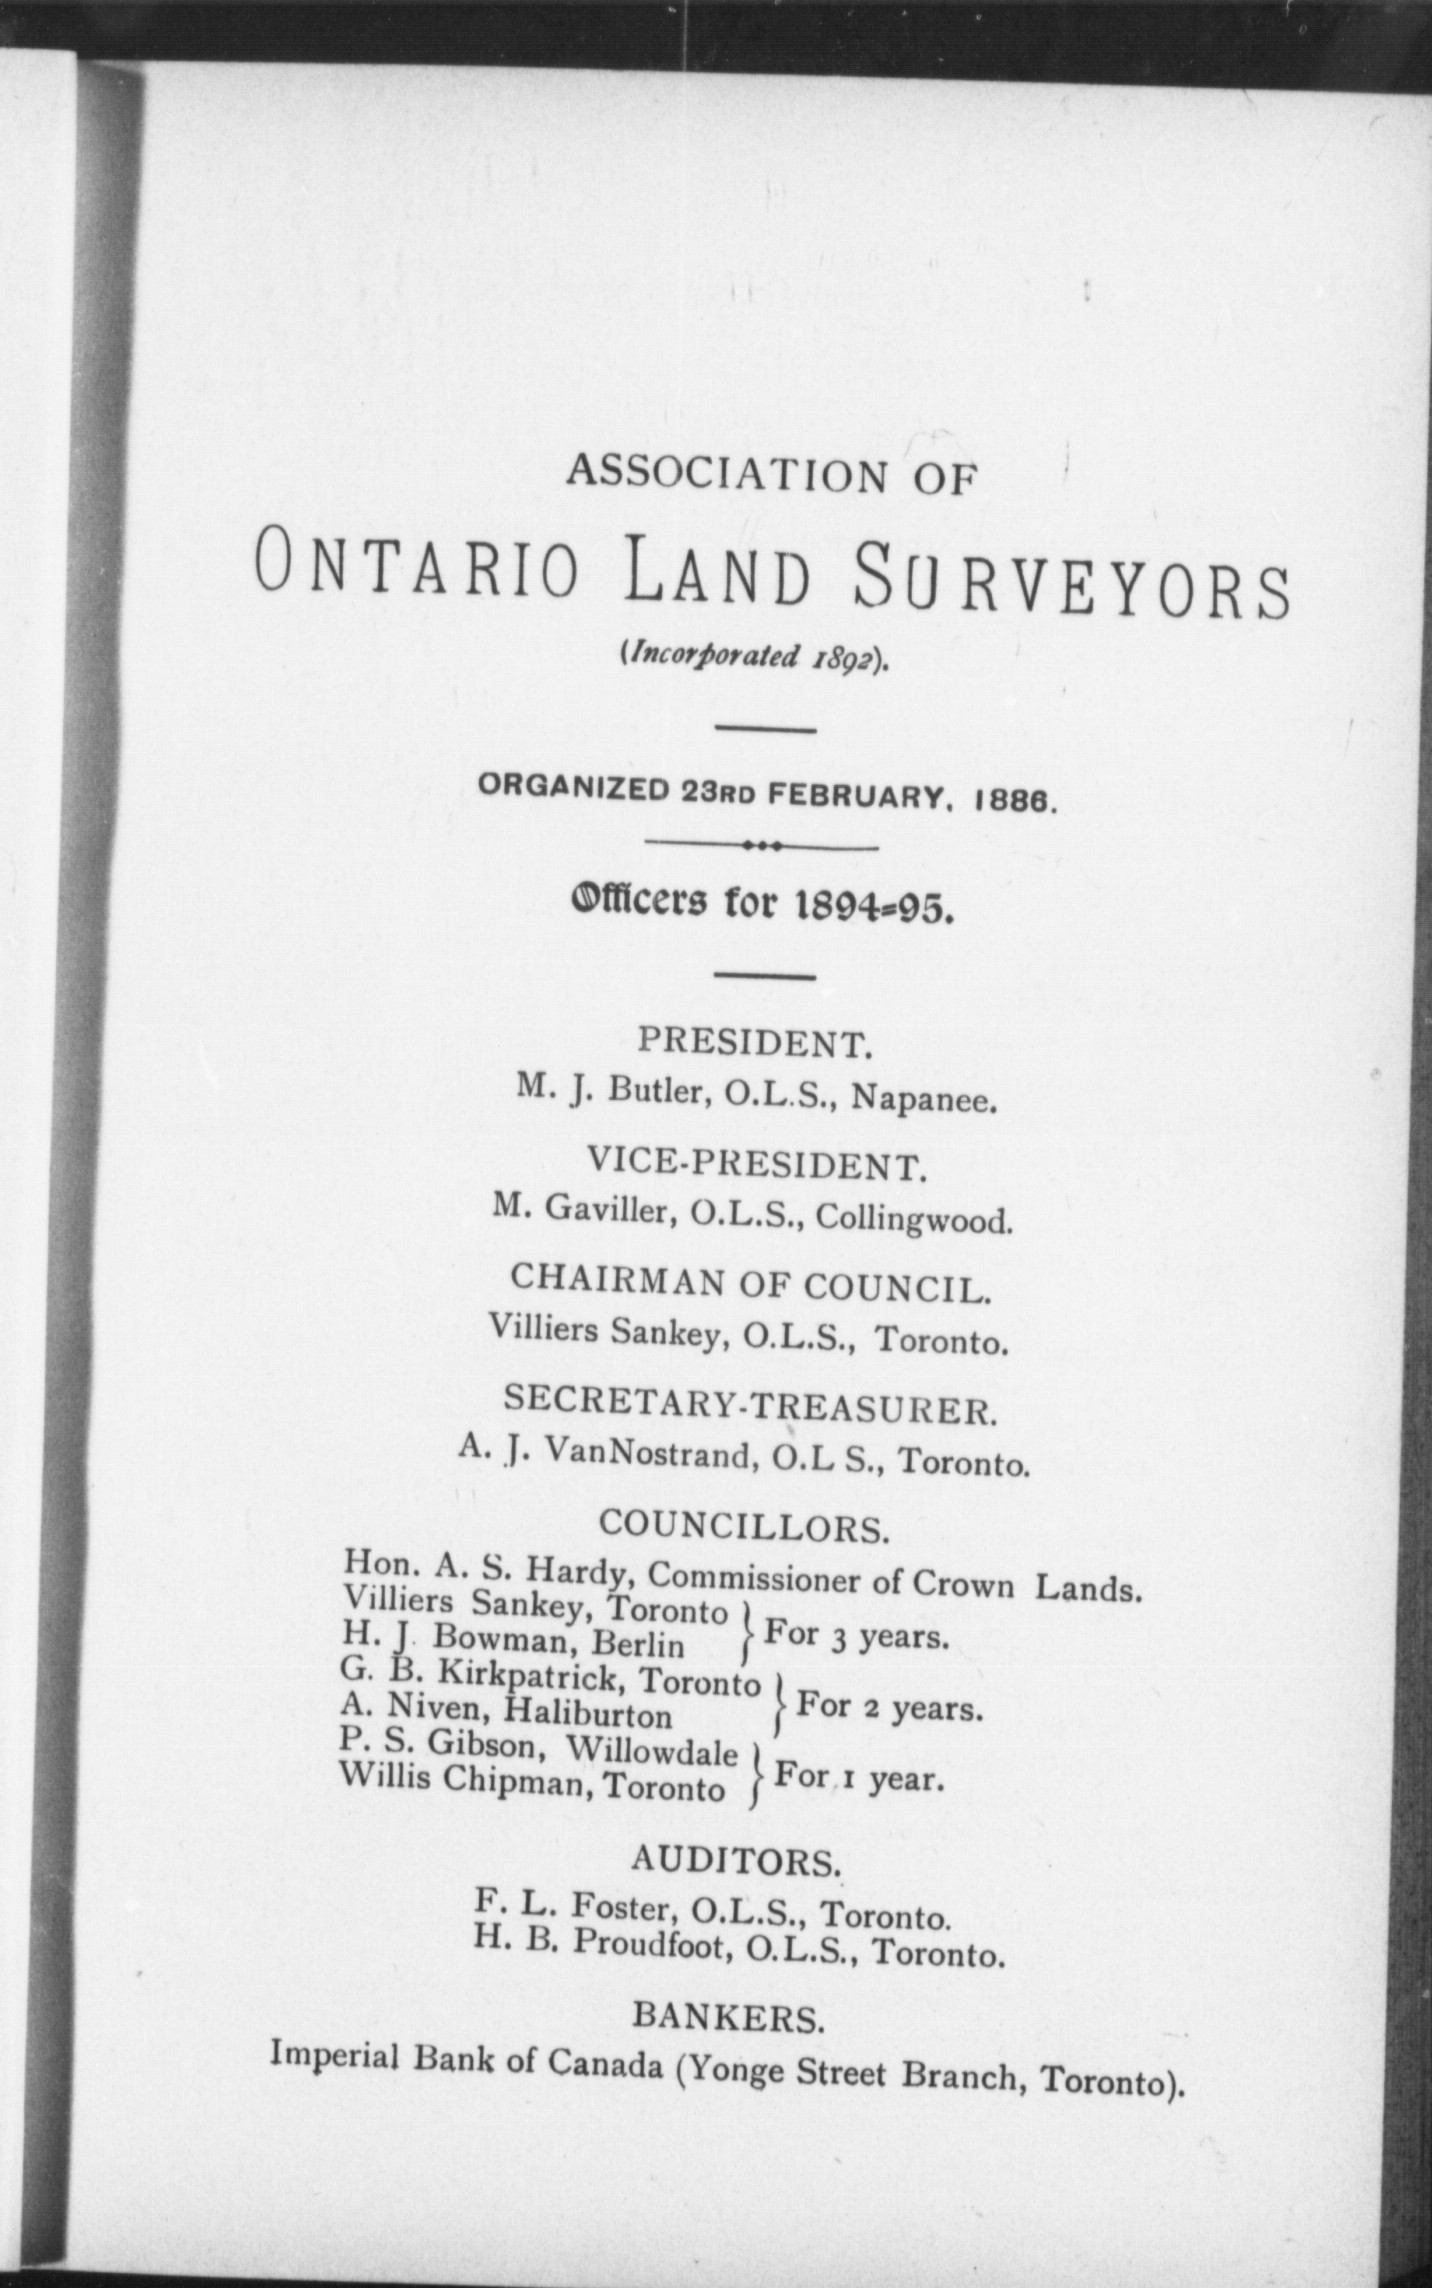 ASSOCIATION OF
ONTARIO LAND SURVEYORS
(Incorporated 1892).
ORGANIZED 23RD FEBRUARY, 1886.
Officers for 1894=95.
PRESIDENT.
M. J. Butler, O.L.S., Napanee.
VICE-PRESIDENT.
M. Gaviller, O.L.S., Collingwood.
CHAIRMAN OF COUNCIL.
Villiers Sankey, O.L.S., Toronto.
SECRETARY-TREASURER.
A. J. VanNostrand, O.L S., Toronto.
COUNCILLORS.
Hon. A. S. Hardy, Commissioner of Crown Lands.
Villiers Sankey, Toronto
H. J. Bowman, Berlin } For 3 years.
G. B. Kirkpatrick, Toronto
A. Niven, Haliburton } For 2 years.
P. S. Gibson, Willowdale
Willis Chipman, Toronto } For 1 year.
AUDITORS.
F. L. Foster, O.L.S., Toronto.
H. B. Proudfoot, O.L.S., Toronto.
BANKERS.
Imperial Bank of Canada (Yonge Street Branch, Toronto).